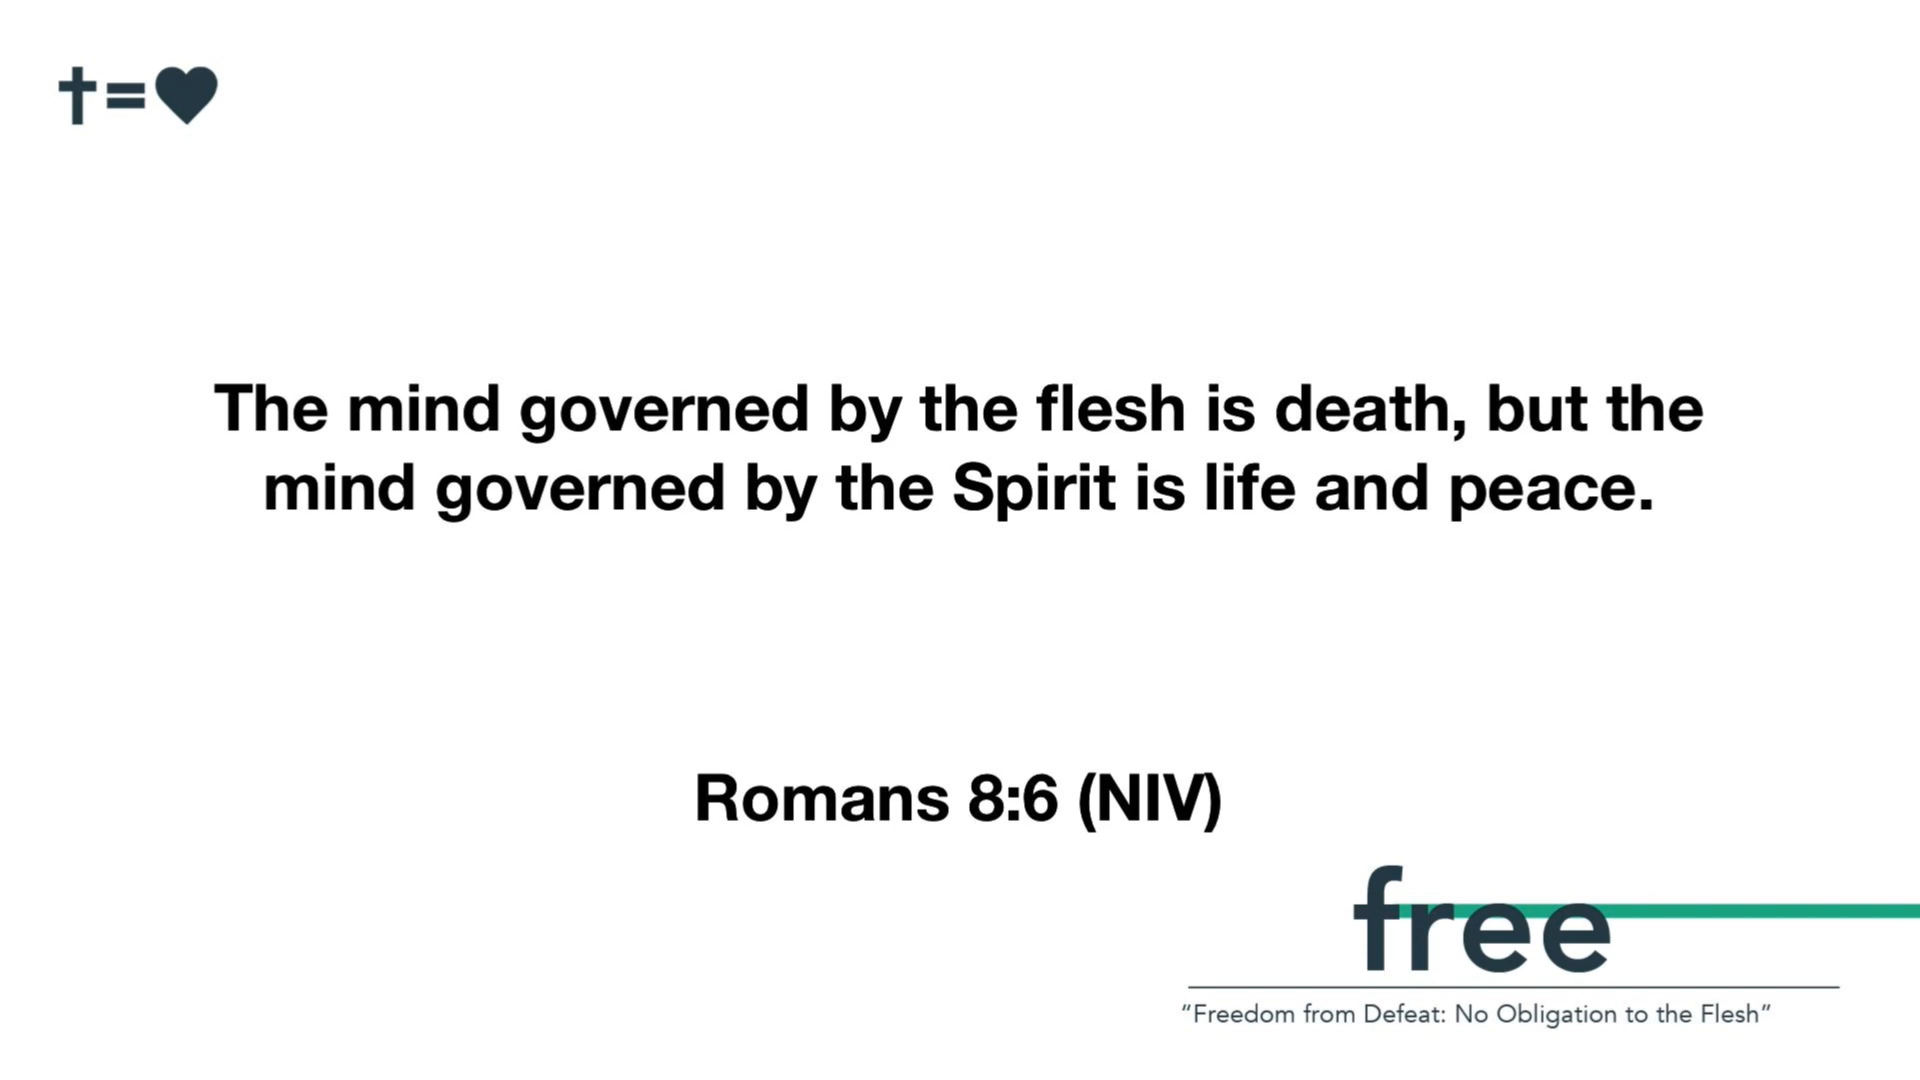 The mind governed by the flesh is death, but the
mind governed by the Spirit is life and peace.
Romans 8:6 (NIV)
free
“Freedom from Defeat: No Obligation to the Flesh”